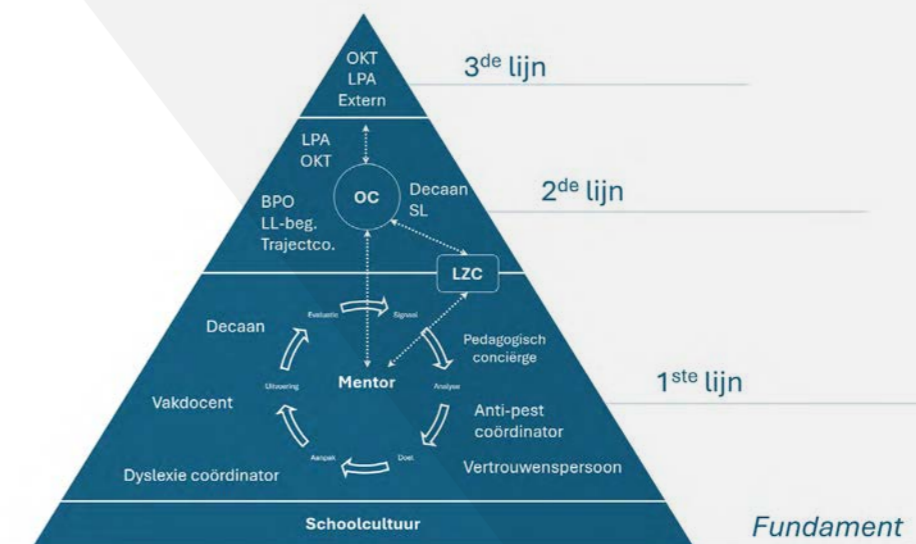 OKT
LPA
Extern
3de lijn
LPA
OKT
OC
Decaan
SL
BPO
LL-beg.
Trajectco.
2de lijn
LZC
Evaluatie
Signaal
Decaan
Pedagogisch
conciërge
Uitvoering
Mentor
Analyse
1ste lijn
Vakdocent
Anti-pest
coördinator
Aanpak
Doel
Dyslexie coördinator
Vertrouwenspersoon
Schoolcultuur
Fundament